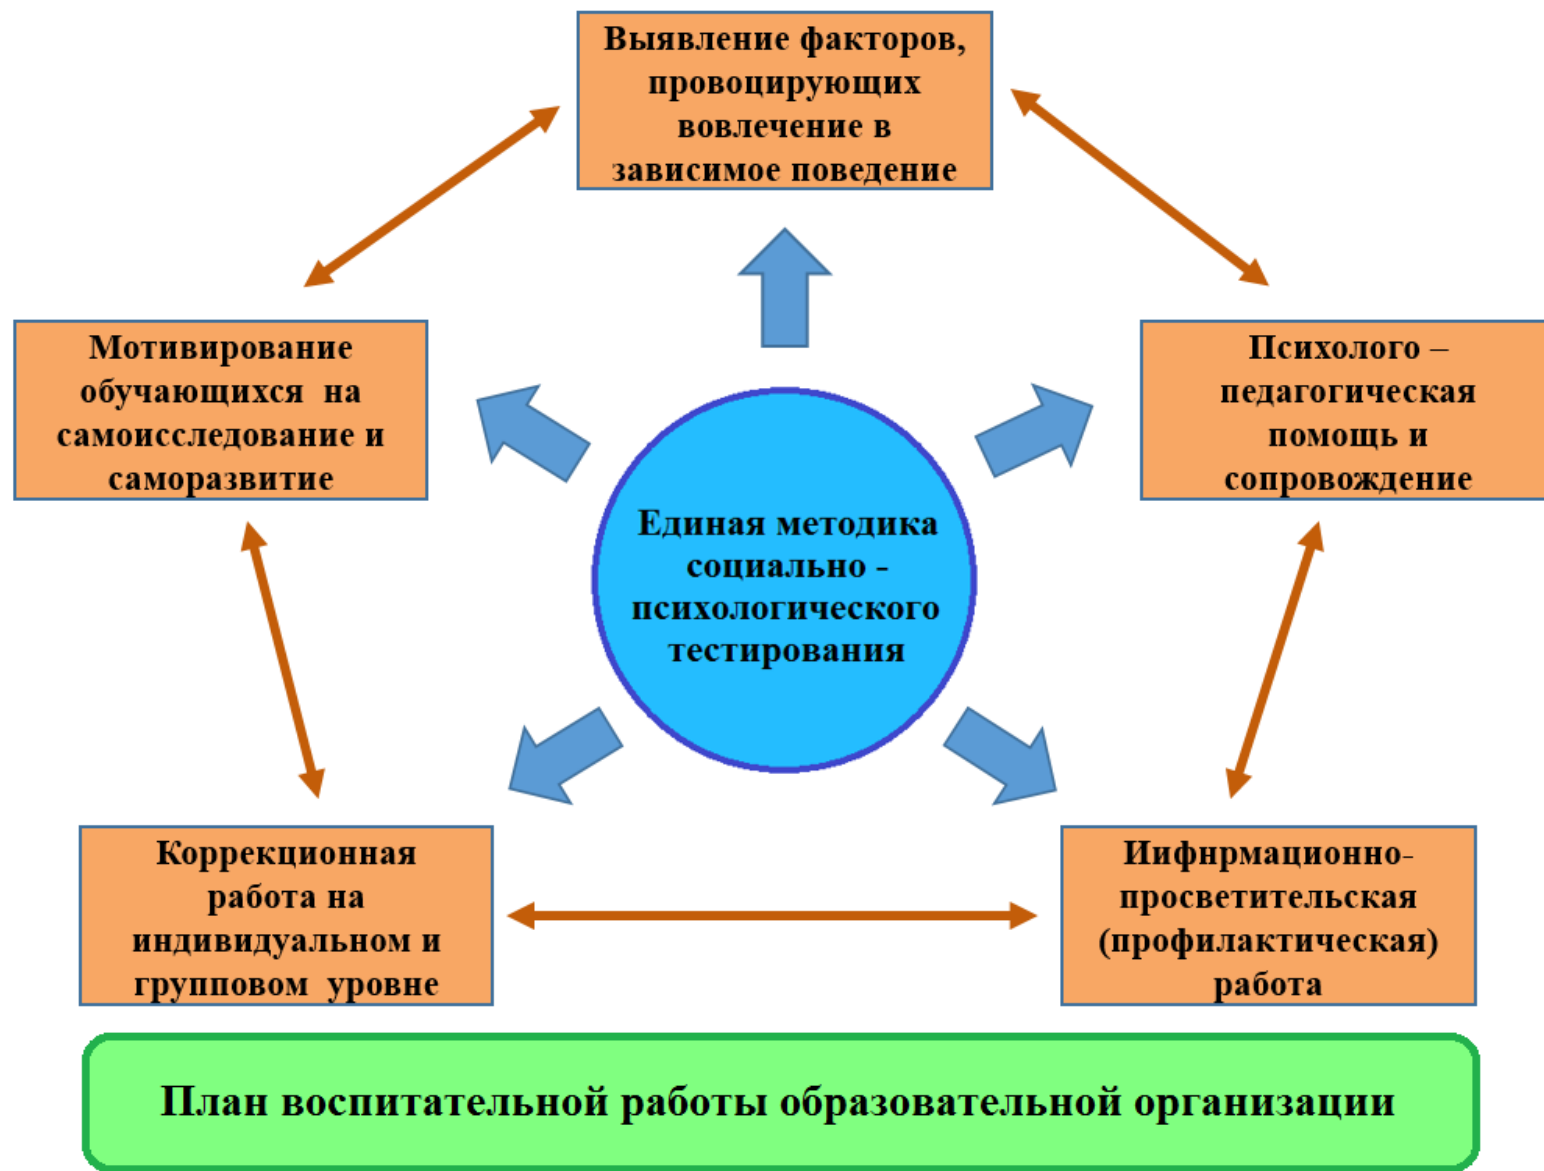 Выявление факторов,
провоцирующих
вовлечение в
зависимое поведение
Мотивирование
обучающихся на
самоисследование и
саморазвитие
Психолого –
педагогическая
помощь и
сопровождение
Единая методика
социально -
психологического
тестирования
Коррекционная
работа на
индивидуальном и
групповом уровне
Иифнрмационно-
просветительская
(профилактическая)
работа
План воспитательной работы образовательной организации